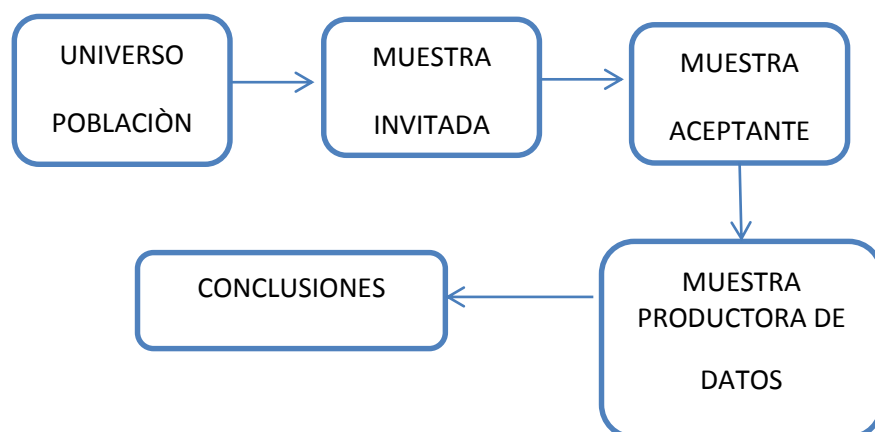 UNIVERSO
POBLACIÒN
MUESTRA
INVITADA
MUESTRA
ACEPTANTE
MUESTRA
PRODUCTORA DE
DATOS
CONCLUSIONES